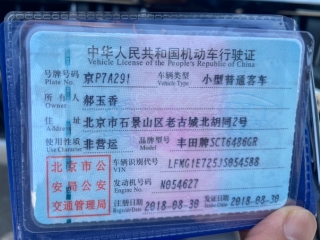 中华人民共和国机动车行驶证
Vehicle License of the People's Republic of China
号牌号码 京P7A291 车辆类型 小型普通客车
Plate No. Vehicle Type
所有人 郝玉香
Owner
住址 北京市石景山区老古城北胡同2号
Address
使用性质 非营运 品牌型号 丰田牌SCT6486GR
Use Character Model
北京市公安局公安交通管理局
车辆识别代号 LFMG1E725JS054588
VIN
发动机号码 N054627
Engine No.
注册日期 2018-08-30 发证日期 2018-08-30
Register Date Issue Date